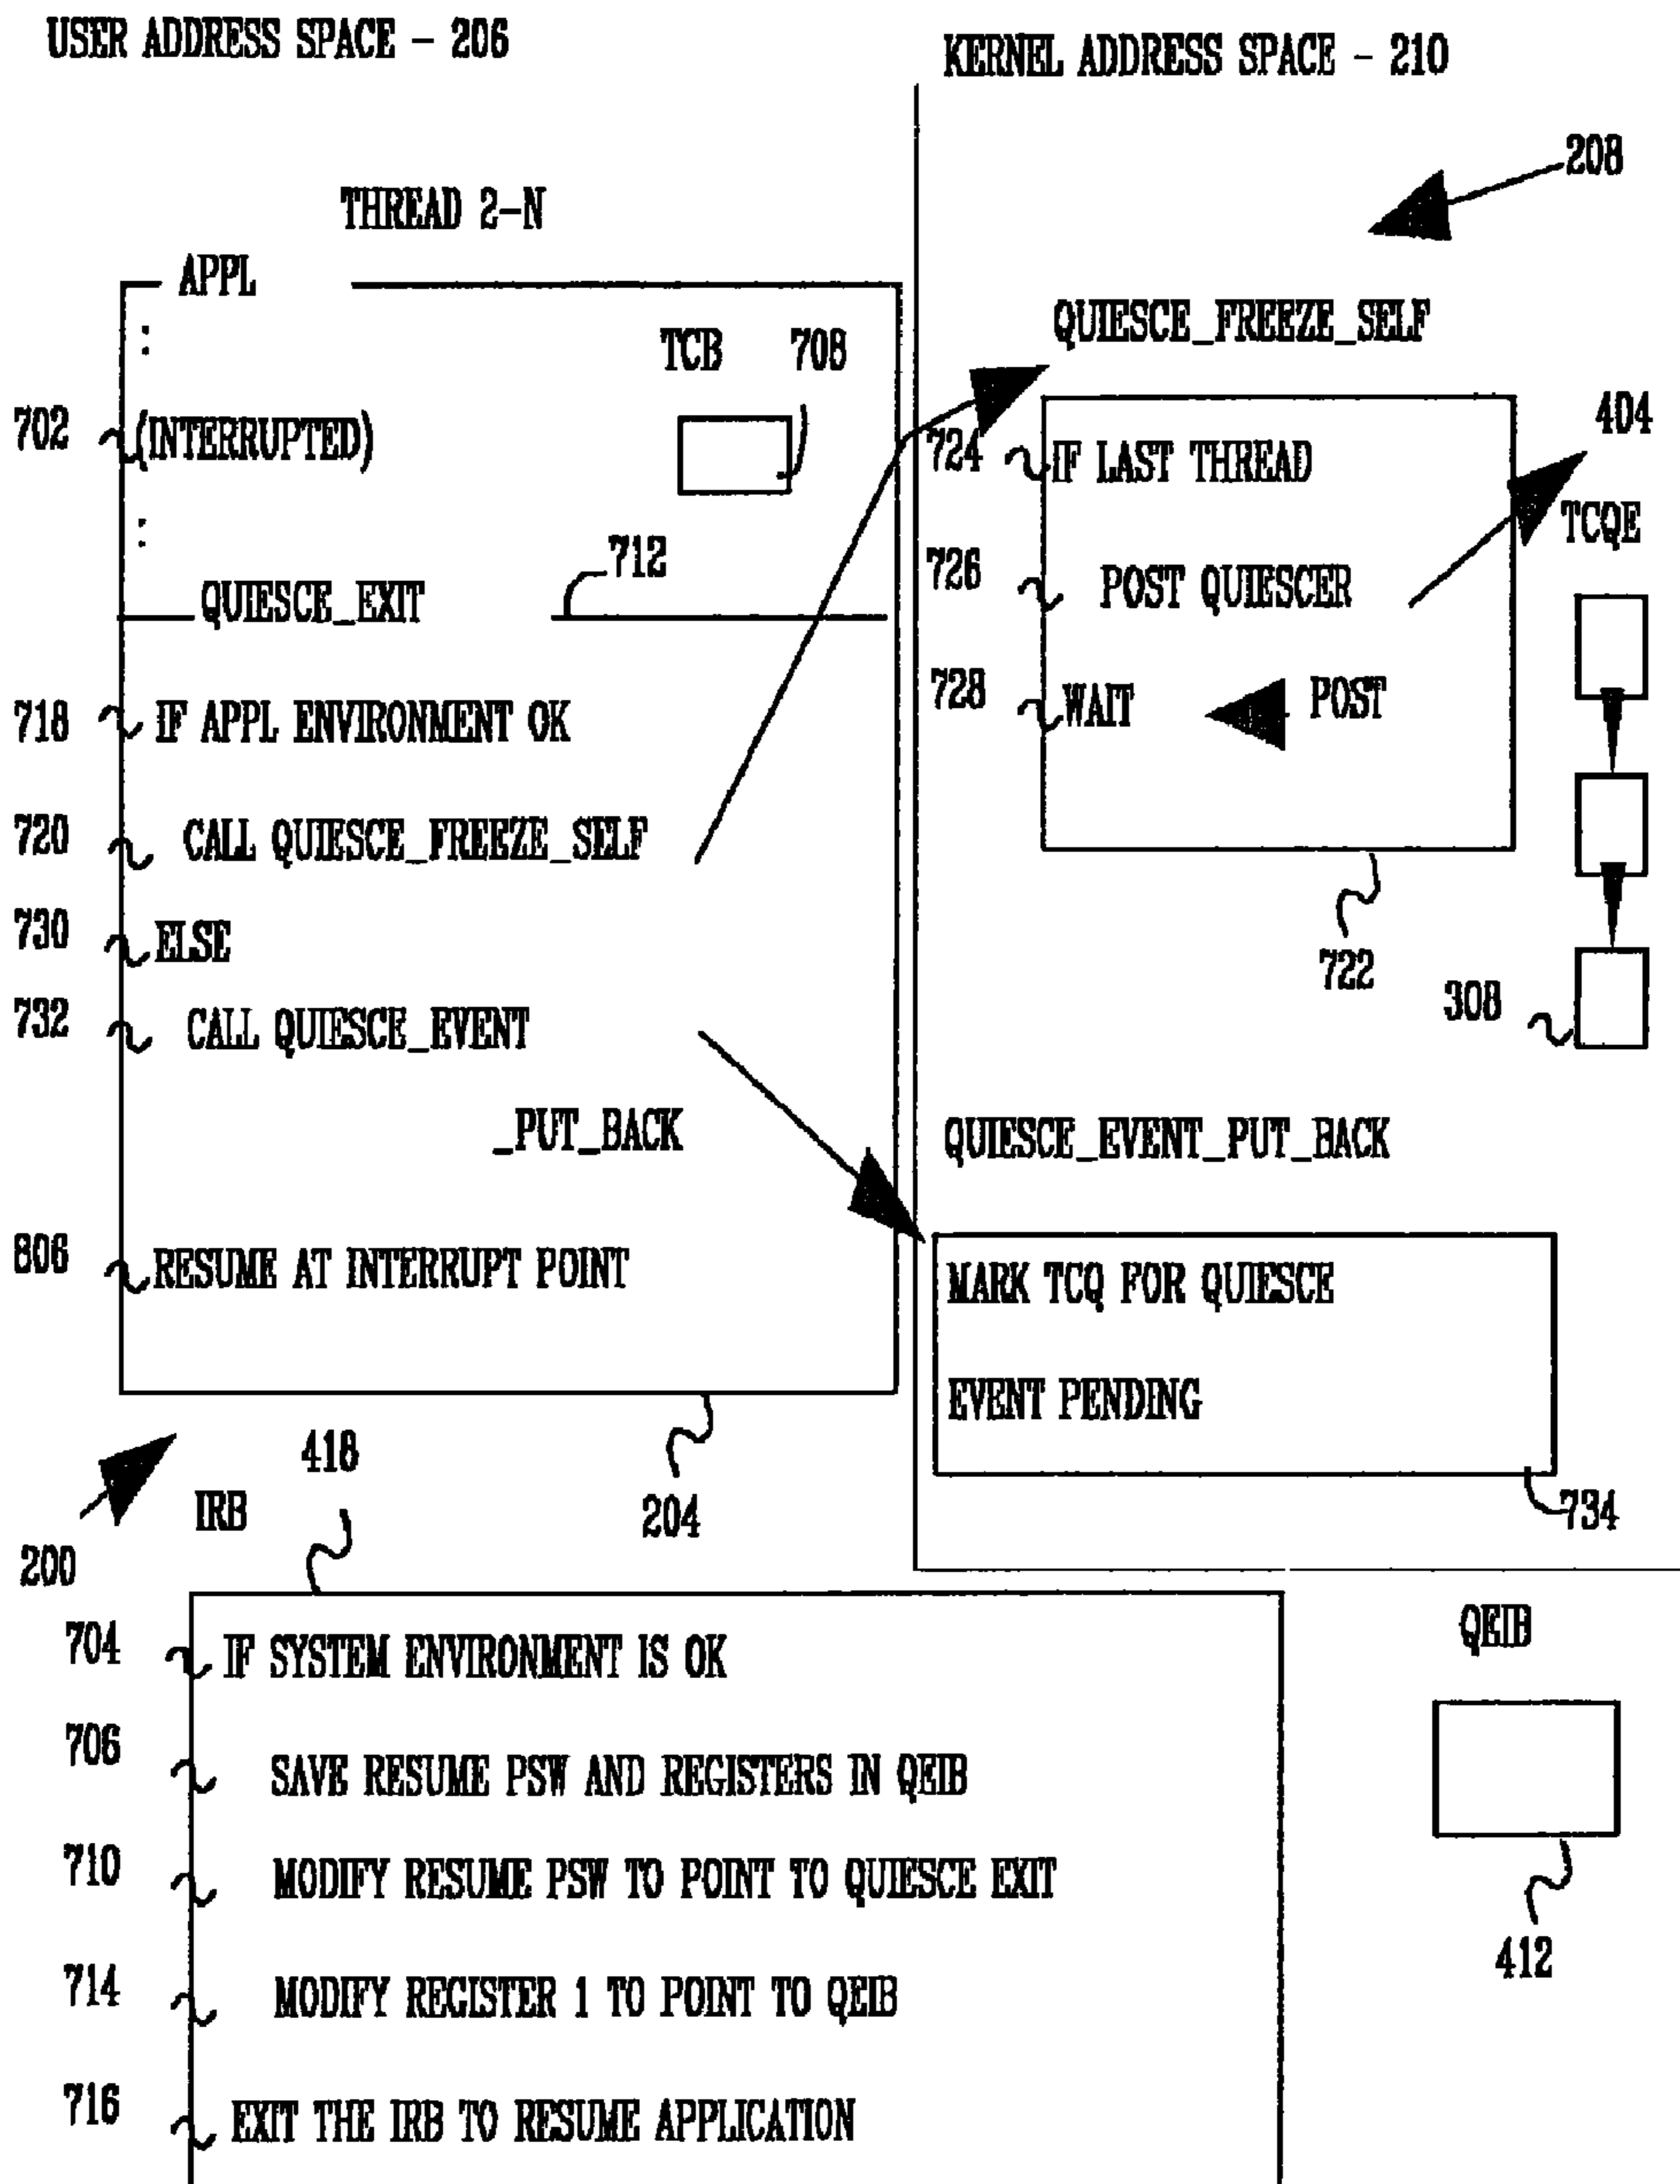 USER ADDRESS SPACE - 206
KERNEL ADDRESS SPACE - 210
208
THREAD 2-N
APPL
:
TCB 708
702 (INTERRUPTED)
:
QUIESCE_EXIT 712
718 IF APPL ENVIRONMENT OK
720 CALL QUIESCE_FREEZE_SELF
730 ELSE
732 CALL QUIESCE_EVENT
_PUT_BACK
806 RESUME AT INTERRUPT POINT
204
QUIESCE_FREEZE_SELF
724 IF LAST THREAD
726 POST QUIESCER
728 WAIT POST
722
404
TCQE
308
QUIESCE_EVENT_PUT_BACK
MARK TCQ FOR QUIESCE
EVENT PENDING
734
200
IRB 418
704 IF SYSTEM ENVIRONMENT IS OK
706 SAVE RESUME PSW AND REGISTERS IN QEIB
710 MODIFY RESUME PSW TO POINT TO QUIESCE EXIT
714 MODIFY REGISTER 1 TO POINT TO QEIB
716 EXIT THE IRB TO RESUME APPLICATION
QEIB
412